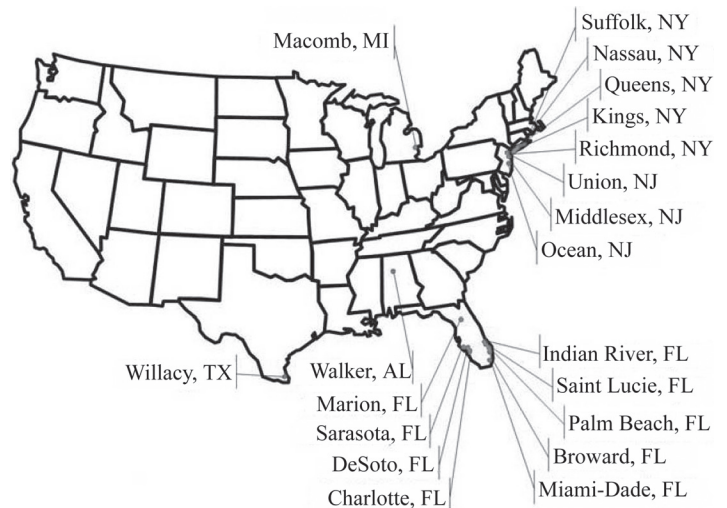 Macomb, MI
Suffolk, NY
Nassau, NY
Queens, NY
Kings, NY
Richmond, NY
Union, NJ
Middlesex, NJ
Ocean, NJ
Willacy, TX
Walker, AL
Marion, FL
Sarasota, FL
DeSoto, FL
Charlotte, FL
Indian River, FL
Saint Lucie, FL
Palm Beach, FL
Broward, FL
Miami-Dade, FL